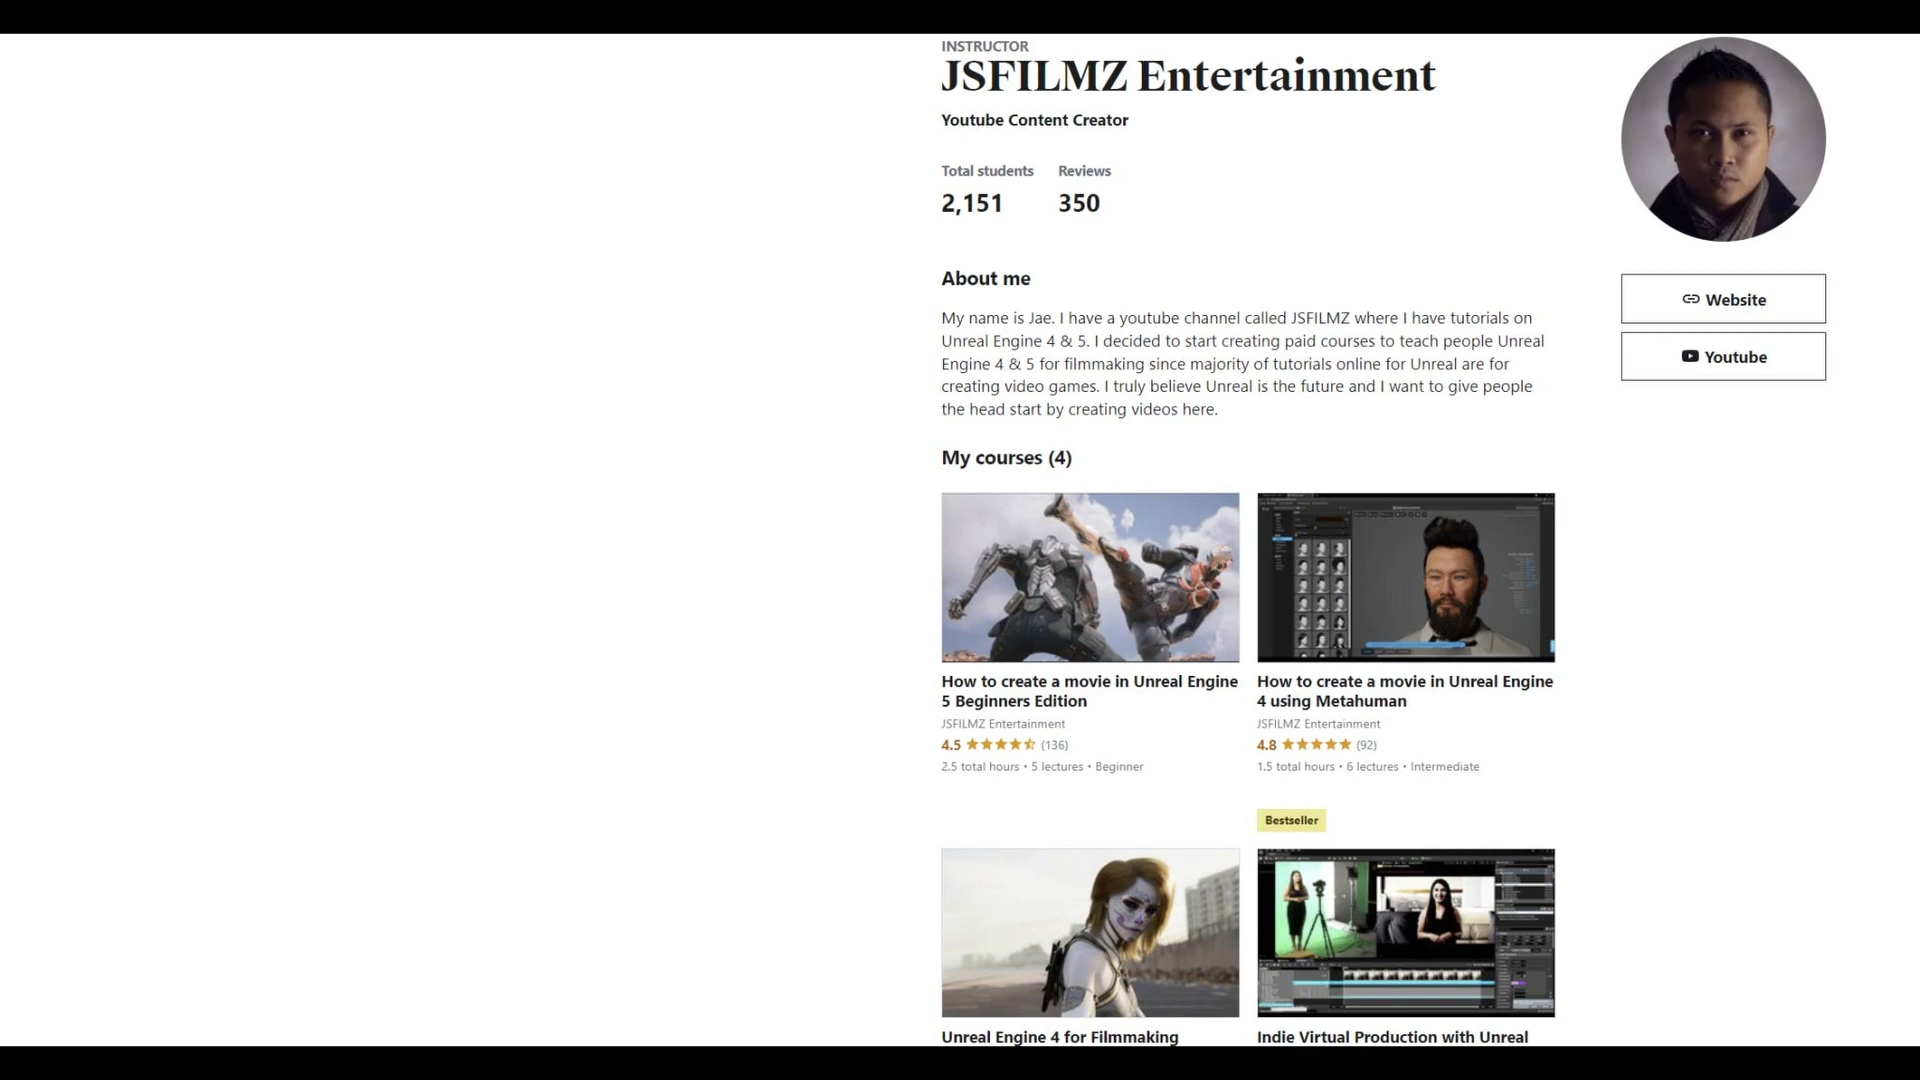 INSTRUCTOR
JSFILMZ Entertainment
Youtube Content Creator
Total students
Reviews
2,151
350
About me
My name is Jae. I have a youtube channel called JSFILMZ where I have tutorials on
Unreal Engine 4 & 5. I decided to start creating paid courses to teach people Unreal
Engine 4 & 5 for filmmaking since majority of tutorials online for Unreal are for
creating video games. I truly believe Unreal is the future and I want to give people
the head start by creating videos here.
Website
Youtube
My courses (4)
How to create a movie in Unreal Engine
5 Beginners Edition
JSFILMZ Entertainment
4.5 (136)
2.5 total hours • 5 lectures • Beginner
How to create a movie in Unreal Engine
4 using Metahuman
JSFILMZ Entertainment
4.8 (92)
1.5 total hours • 6 lectures • Intermediate
Bestseller
Unreal Engine 4 for Filmmaking
Indie Virtual Production with Unreal